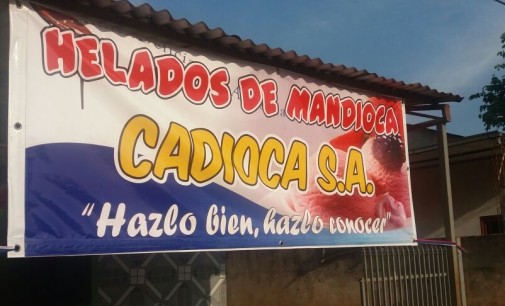 HELADOS DE MANDIOCA
CADIOCA S.A.
"Hazlo bien, hazlo conocer"